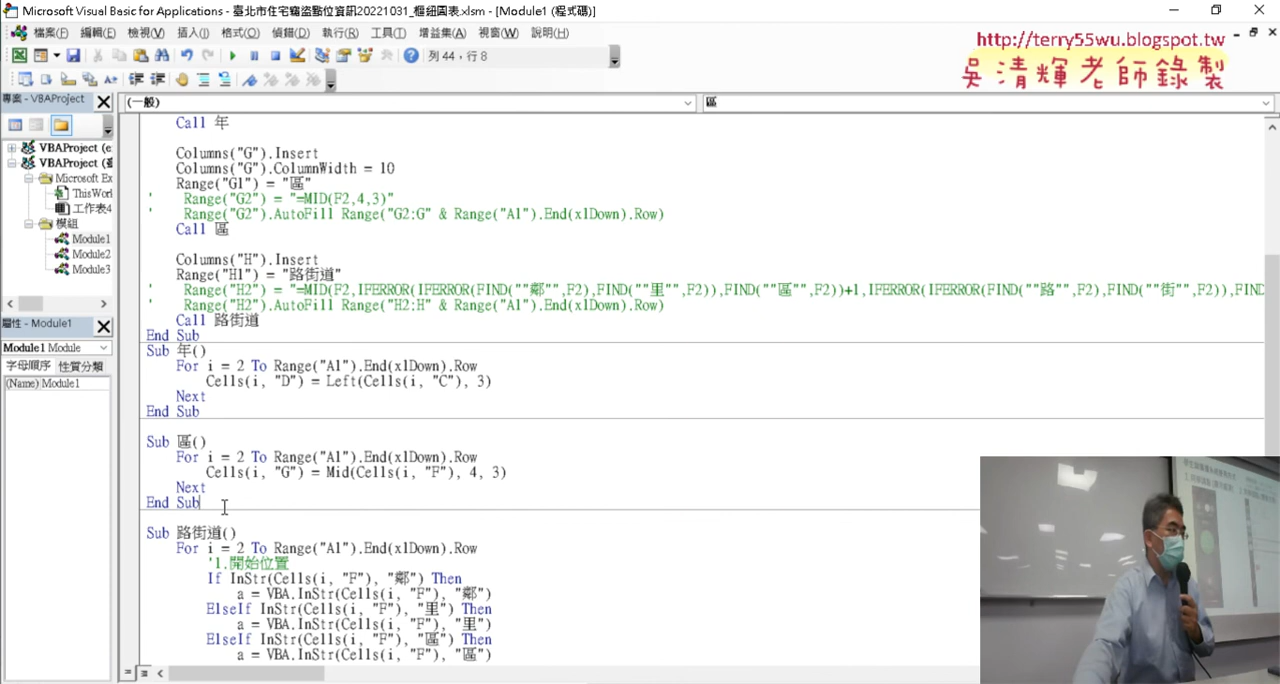 Microsoft Visual Basic for Applications - 臺北市住宅竊盜點位資訊20221031_樞紐圖表.xlsm - [Module1 (程式碼)]
檔案(F) 編輯(E) 檢視(V) 插入(I) 格式(O) 偵錯(D) 執行(R) 工具(T) 增益集(A) 視窗(W) 說明(H)
http://terry55wu.blogspot.tw
列 44，行 8
吳清輝老師錄製
專案 - VBAProject
(一般)
區
VBAProject (e
VBAProject (臺
Microsoft Ex
ThisWor
工作表4
模組
Module1
Module2
Module3
屬性 - Module1
Module1 Module
字母順序 性質分類
(Name) Module1
Call 年
Columns("G").Insert
Columns("G").ColumnWidth = 10
Range("G1") = "區"
' Range("G2") = "=MID(F2,4,3)"
' Range("G2").AutoFill Range("G2:G" & Range("A1").End(xlDown).Row)
Call 區
Columns("H").Insert
Range("H1") = "路街道"
' Range("H2") = "=MID(F2,IFERROR(IFERROR(FIND(""鄰"",F2),FIND(""里"",F2)),FIND(""區"",F2))+1,IFERROR(IFERROR(FIND(""路"",F2),FIND(""街"",F2)),FIND
' Range("H2").AutoFill Range("H2:H" & Range("A1").End(xlDown).Row)
Call 路街道
End Sub
Sub 年()
For i = 2 To Range("A1").End(xlDown).Row
Cells(i, "D") = Left(Cells(i, "C"), 3)
Next
End Sub
Sub 區()
For i = 2 To Range("A1").End(xlDown).Row
Cells(i, "G") = Mid(Cells(i, "F"), 4, 3)
Next
End Sub
Sub 路街道()
For i = 2 To Range("A1").End(xlDown).Row
'1.開始位置
If InStr(Cells(i, "F"), "鄰") Then
a = VBA.InStr(Cells(i, "F"), "鄰")
ElseIf InStr(Cells(i, "F"), "里") Then
a = VBA.InStr(Cells(i, "F"), "里")
ElseIf InStr(Cells(i, "F"), "區") Then
a = VBA.InStr(Cells(i, "F"), "區")